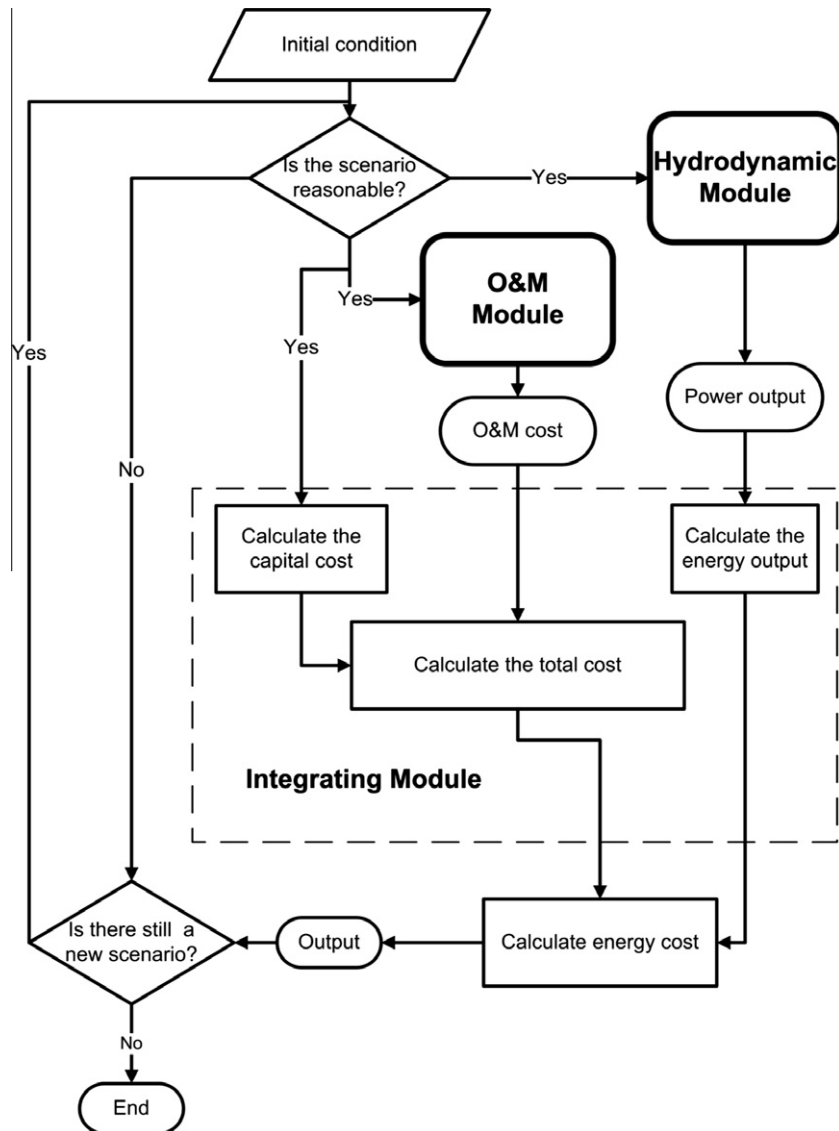 Initial condition
Is the scenario
reasonable?
Yes
Hydrodynamic
Module
O&M
Module
Yes
Yes
Yes
Power output
O&M cost
No
Calculate the
capital cost
Calculate the
energy output
Calculate the total cost
Integrating Module
Is there still a
new scenario?
Output
Calculate energy cost
No
End